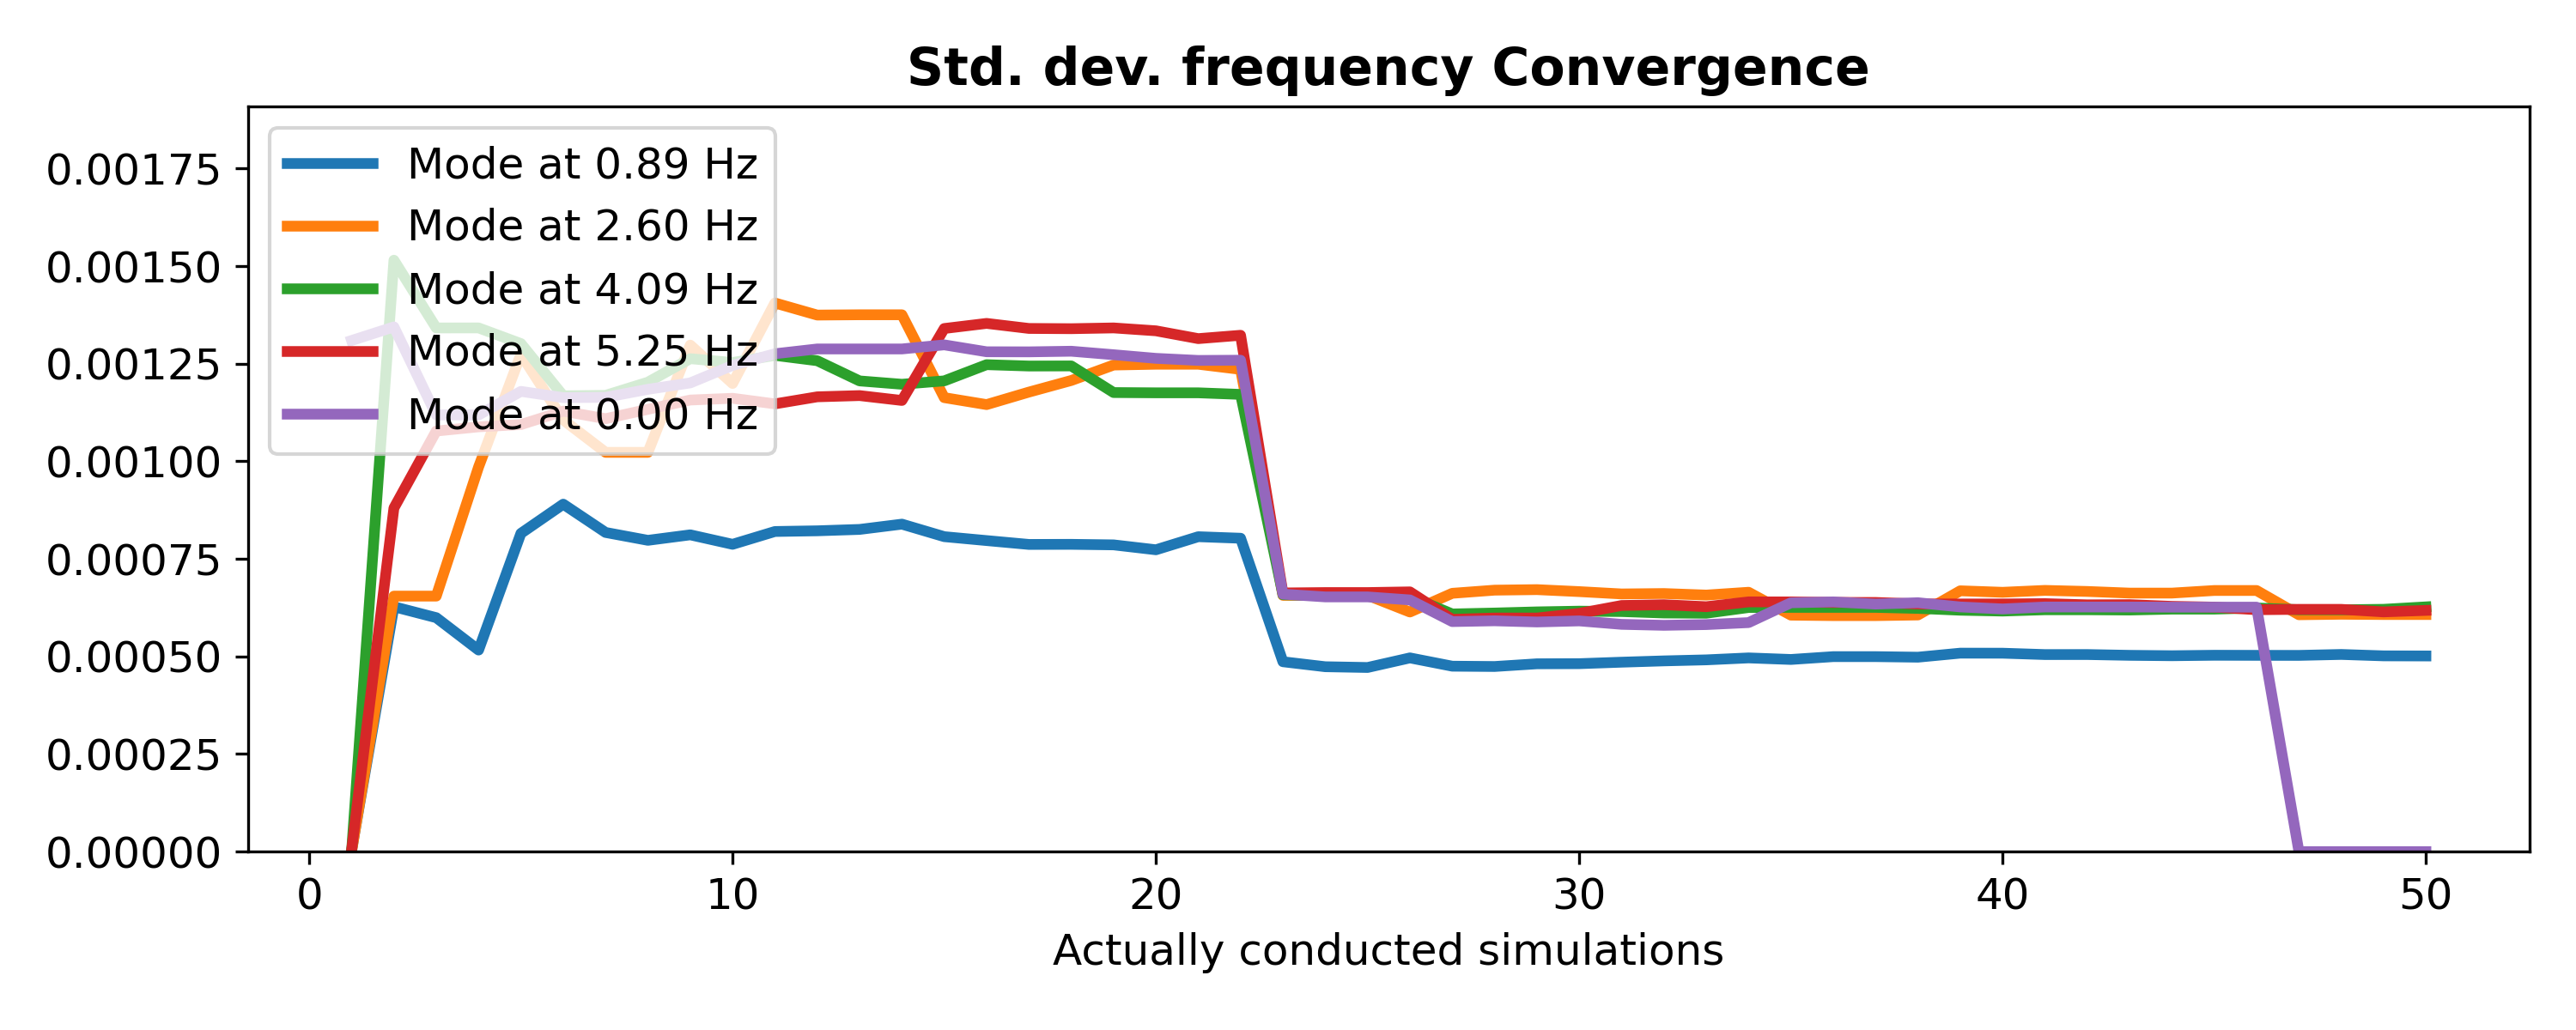 Std. dev. frequency Convergence
0.00175
0.00150
0.00125
0.00100
0.00075
0.00050
0.00025
0.00000
Mode at 0.89 Hz
Mode at 2.60 Hz
Mode at 4.09 Hz
Mode at 5.25 Hz
Mode at 0.00 Hz
0 10 20 30 40 50
Actually conducted simulations